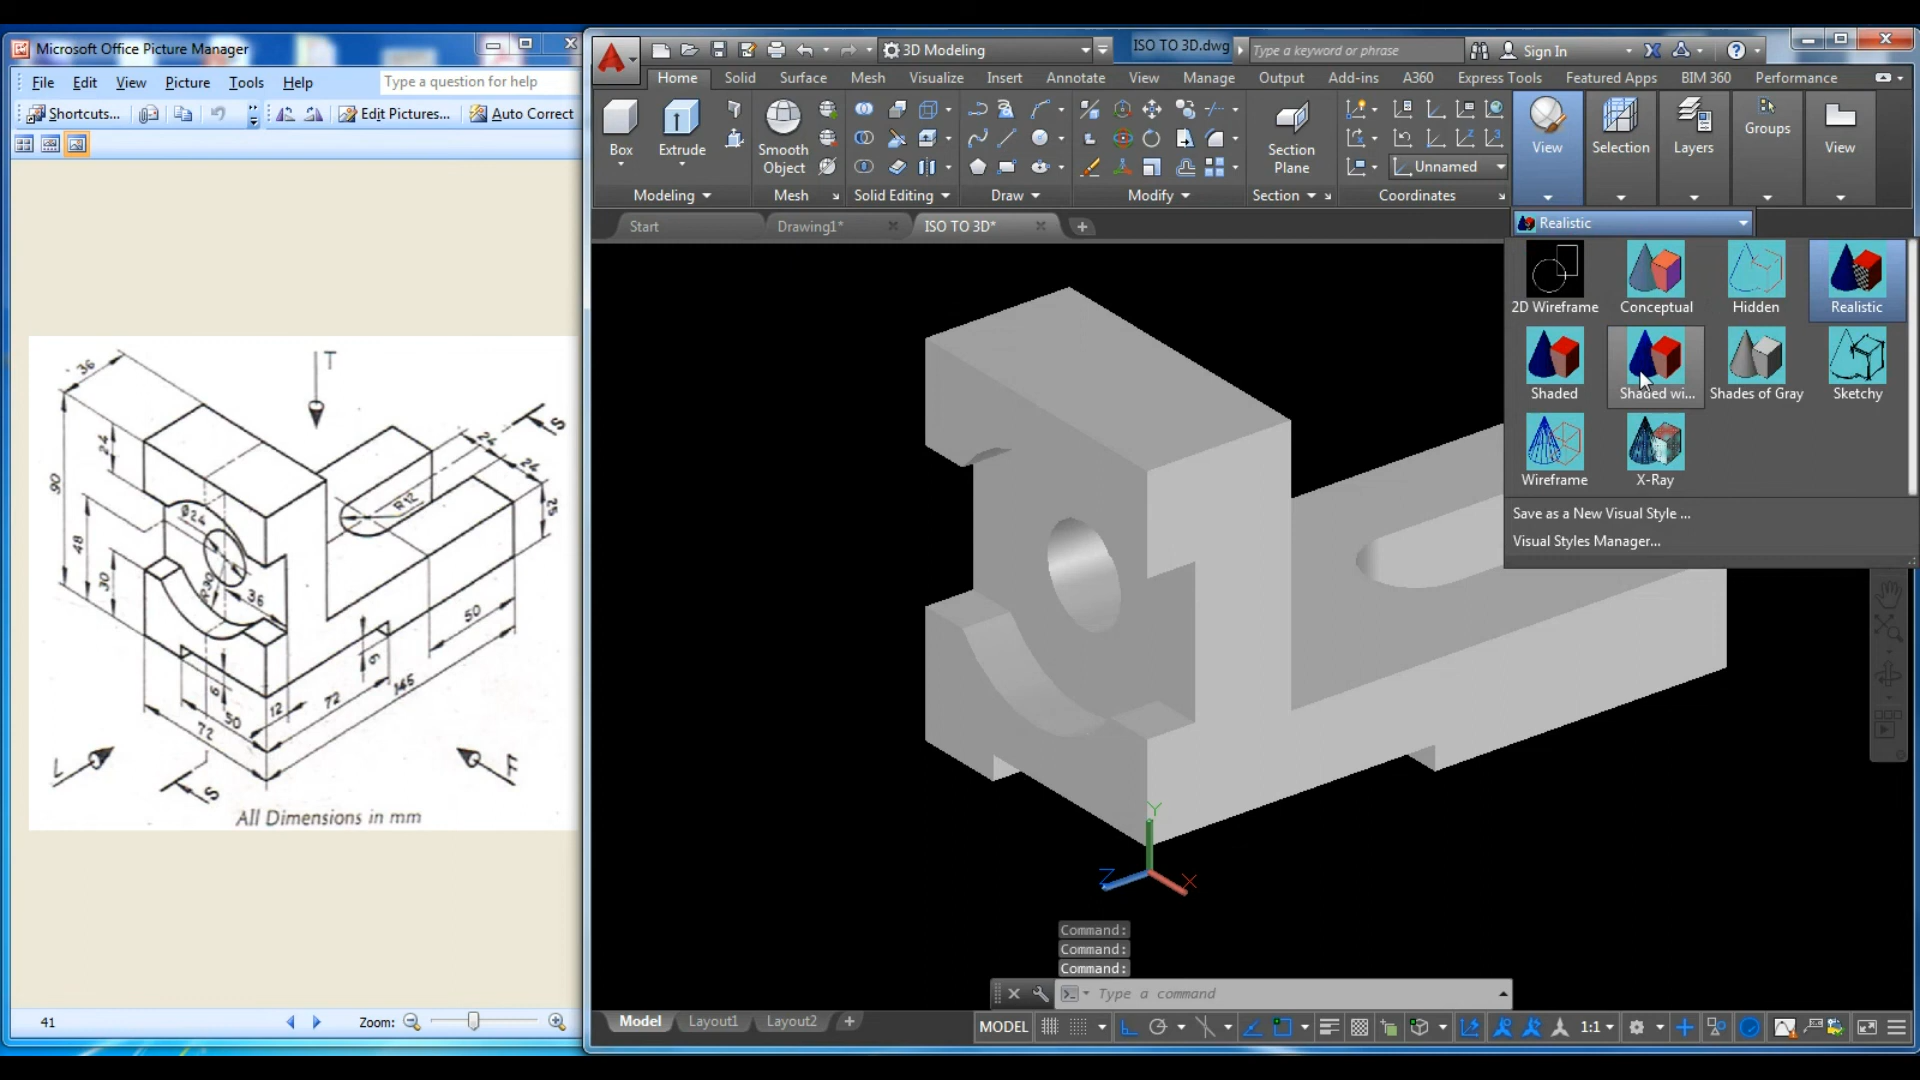 Microsoft Office Picture Manager
File Edit View Picture Tools Help
Type a question for help
Shortcuts... Edit Pictures... Auto Correct
T
36
24
90
48
30
Ø24
R30
36
R12
24
24
25
S
50
6
6
50
12
72
72
145
L
F
S
All Dimensions in mm
41
Zoom:
3D Modeling
ISO TO 3D.dwg
Type a keyword or phrase
Sign In
Home Solid Surface Mesh Visualize Insert Annotate View Manage Output Add-ins A360 Express Tools Featured Apps BIM 360 Performance
Box
Extrude
Smooth
Object
Section
Plane
Unnamed
View
Selection
Layers
Groups
View
Modeling Mesh Solid Editing Draw Modify Section Coordinates
Start
Drawing1*
ISO TO 3D*
Realistic
2D Wireframe Conceptual Hidden Realistic
Shaded Shaded wi... Shades of Gray Sketchy
Wireframe X-Ray
Save as a New Visual Style ...
Visual Styles Manager...
Y
Z
X
Command:
Command:
Command:
Type a command
Model Layout1 Layout2
MODEL
1:1